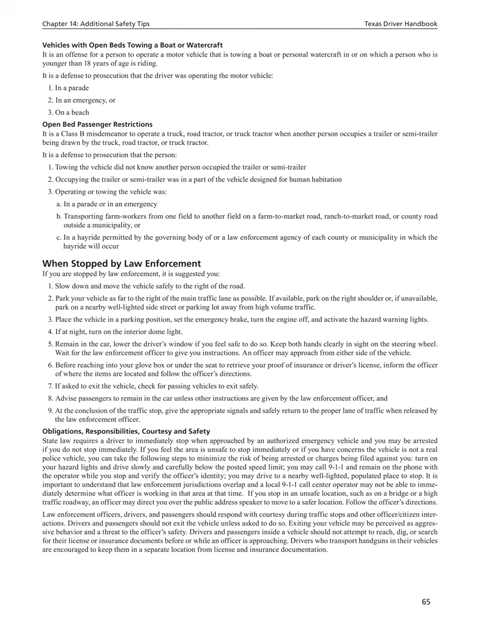 Chapter 14: Additional Safety Tips
Texas Driver Handbook
Vehicles with Open Beds Towing a Boat or Watercraft
It is an offense for a person to operate a motor vehicle that is towing a boat or personal watercraft in or on which a person who is
younger than 18 years of age is riding.
It is a defense to prosecution that the driver was operating the motor vehicle:
1. In a parade
2. In an emergency, or
3. On a beach
Open Bed Passenger Restrictions
It is a Class B misdemeanor to operate a truck, road tractor, or truck tractor when another person occupies a trailer or semi-trailer
being drawn by the truck, road tractor, or truck tractor.
It is a defense to prosecution that the person:
1. Towing the vehicle did not know another person occupied the trailer or semi-trailer
2. Occupying the trailer or semi-trailer was in a part of the vehicle designed for human habitation
3. Operating or towing the vehicle was:
a. In a parade or in an emergency
b. Transporting farm-workers from one field to another field on a farm-to-market road, ranch-to-market road, or county road
outside a municipality, or
c. In a hayride permitted by the governing body of or a law enforcement agency of each county or municipality in which the
hayride will occur
When Stopped by Law Enforcement
If you are stopped by law enforcement, it is suggested you:
1. Slow down and move the vehicle safely to the right of the road.
2. Park your vehicle as far to the right of the main traffic lane as possible. If available, park on the right shoulder or, if unavailable,
park on a nearby well-lighted side street or parking lot away from high volume traffic.
3. Place the vehicle in a parking position, set the emergency brake, turn the engine off, and activate the hazard warning lights.
4. If at night, turn on the interior dome light.
5. Remain in the car, lower the driver's window if you feel safe to do so. Keep both hands clearly in sight on the steering wheel.
Wait for the law enforcement officer to give you instructions. An officer may approach from either side of the vehicle.
6. Before reaching into your glove box or under the seat to retrieve your proof of insurance or driver's license, inform the officer
of where the items are located and follow the officer's directions.
7. If asked to exit the vehicle, check for passing vehicles to exit safely.
8. Advise passengers to remain in the car unless other instructions are given by the law enforcement officer, and
9. At the conclusion of the traffic stop, give the appropriate signals and safely return to the proper lane of traffic when released by
the law enforcement officer.
Obligations, Responsibilities, Courtesy and Safety
State law requires a driver to immediately stop when approached by an authorized emergency vehicle and you may be arrested
if you do not stop immediately. If you feel the area is unsafe to stop immediately or if you have concerns the vehicle is not a real
police vehicle, you can take the following steps to minimize the risk of being arrested or charges being filed against you: turn on
your hazard lights and drive slowly and carefully below the posted speed limit; you may call 9-1-1 and remain on the phone with
the operator while you stop and verify the officer's identity; you may drive to a nearby well-lighted, populated place to stop. It is
important to understand that law enforcement jurisdictions overlap and a local 9-1-1 call center operator may not be able to imme-
diately determine what officer is working in that area at that time. If you stop in an unsafe location, such as on a bridge or a high
traffic roadway, an officer may direct you over the public address speaker to move to a safer location. Follow the officer's directions.
Law enforcement officers, drivers, and passengers should respond with courtesy during traffic stops and other officer/citizen inter-
actions. Drivers and passengers should not exit the vehicle unless asked to do so. Exiting your vehicle may be perceived as aggres-
sive behavior and a threat to the officer's safety. Drivers and passengers inside a vehicle should not attempt to reach, dig, or search
for their license or insurance documents before or while an officer is approaching. Drivers who transport handguns in their vehicles
are encouraged to keep them in a separate location from license and insurance documentation.
65